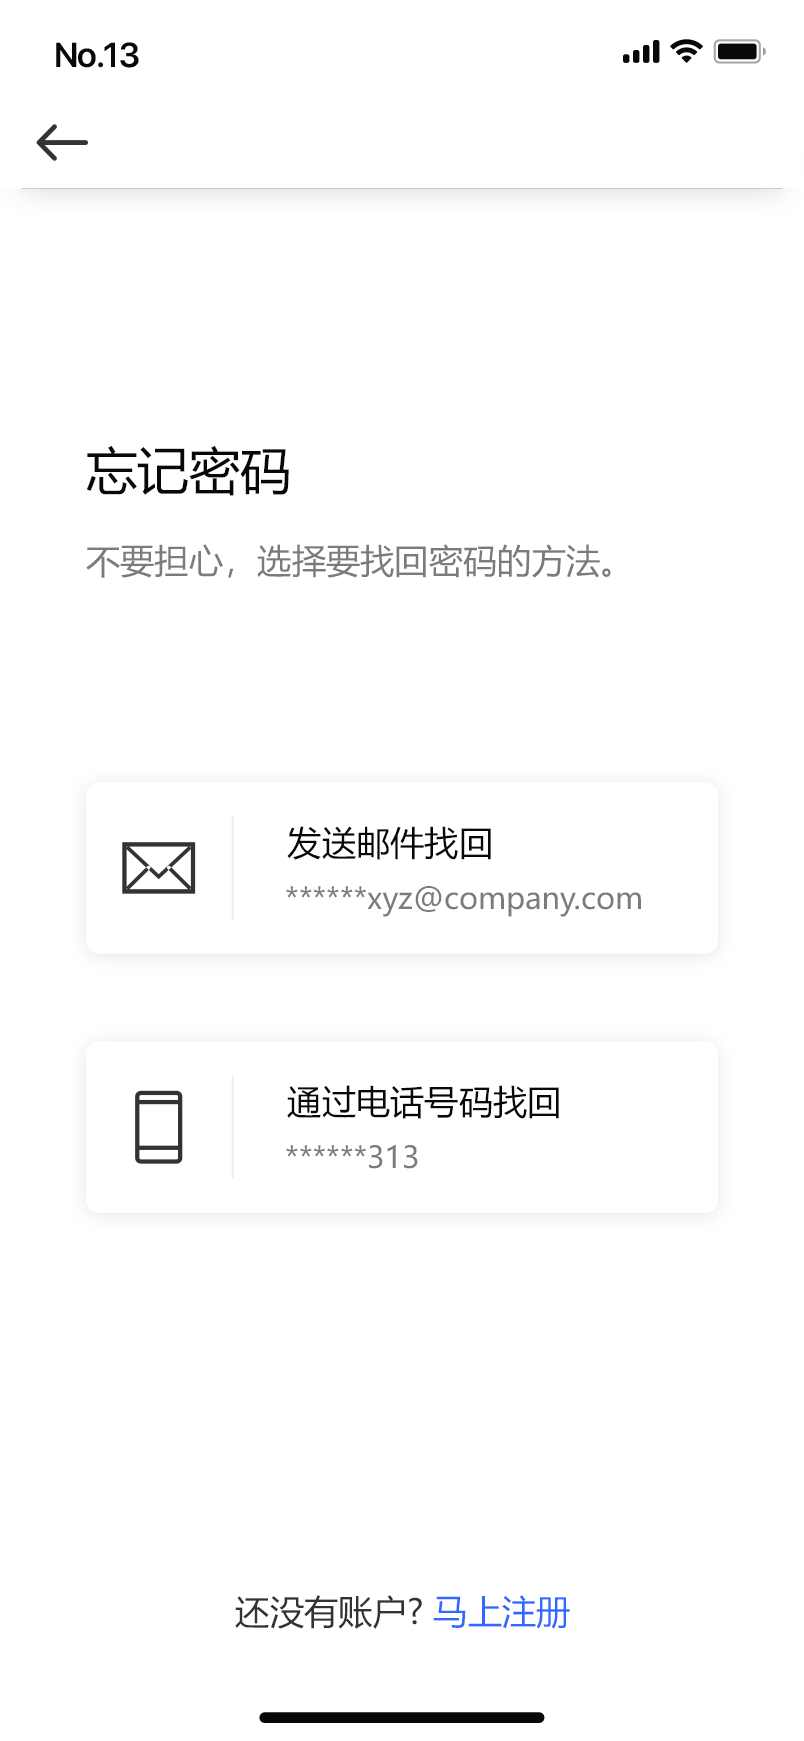 No.13
忘记密码
不要担心，选择要找回密码的方法。
发送邮件找回
******xyz@company.com
通过电话号码找回
******313
还没有账户? 马上注册